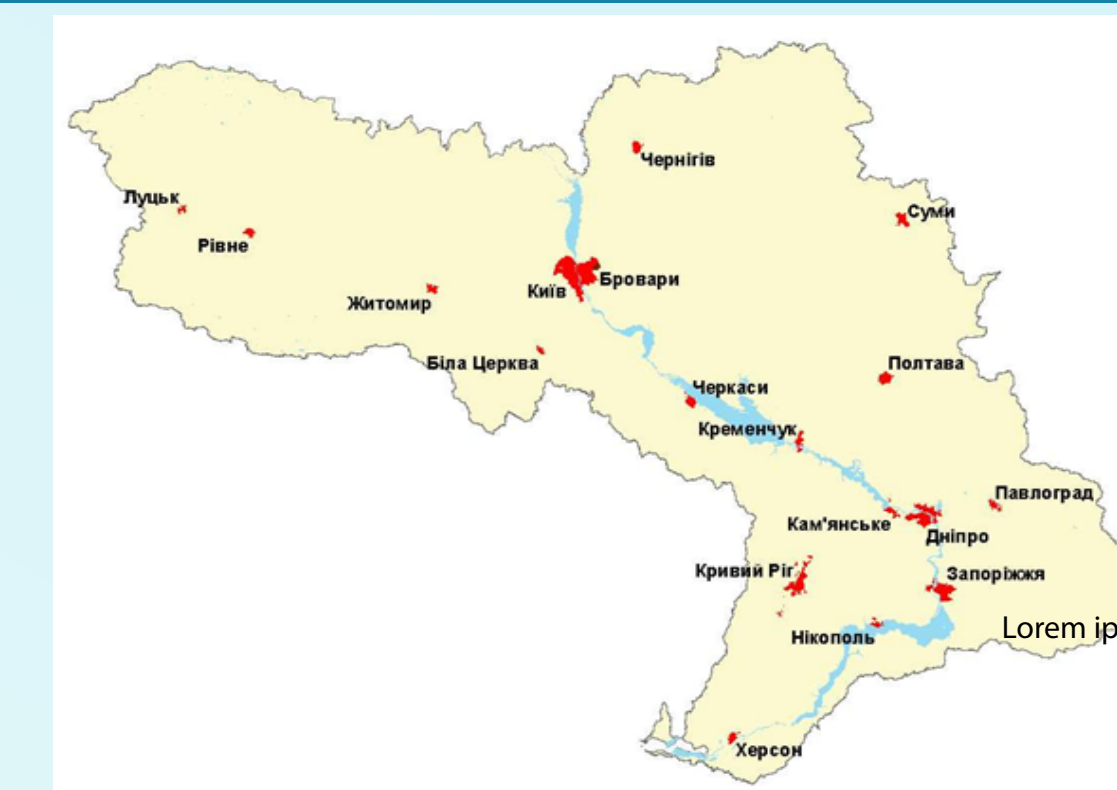 Чернігів
Луцьк
Суми
Рівне
Бровари
Київ
Житомир
Біла Церква
Полтава
Черкаси
Кременчук
Павлоград
Кам'янське
Дніпро
Кривий Ріг
Запоріжжя
Lorem ip
Нікополь
Херсон